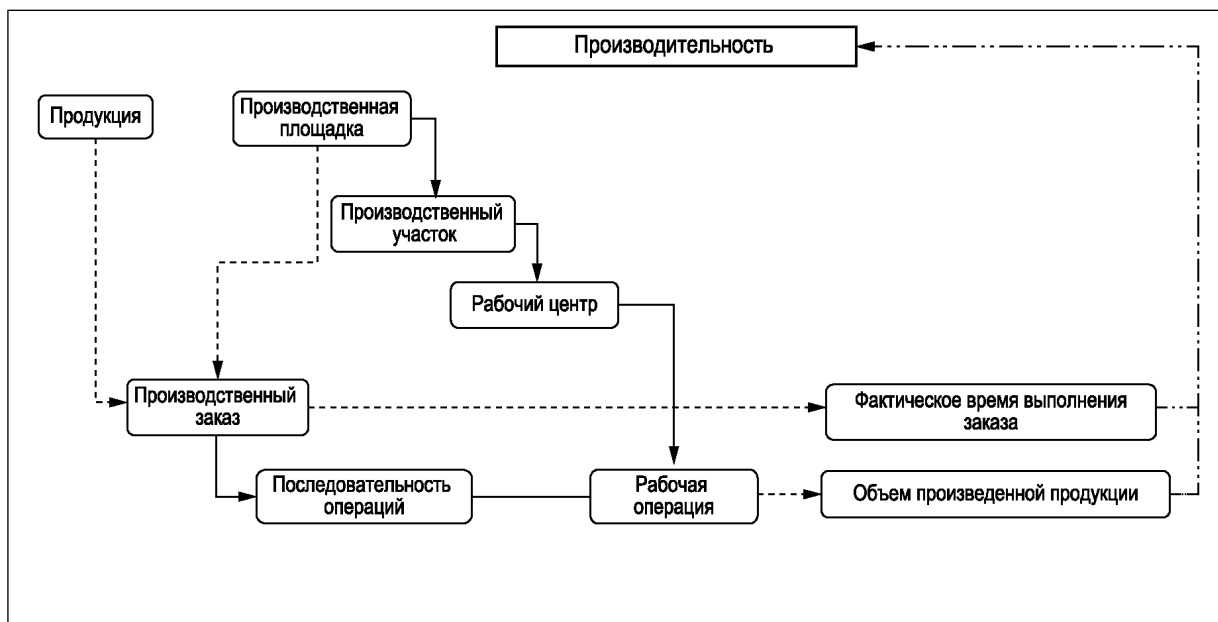 Производительность
Продукция
Производственная
площадка
Производственный
участок
Рабочий центр
Производственный
заказ
Фактическое время выполнения
заказа
Последовательность
операций
Рабочая
операция
Объем произведенной продукции